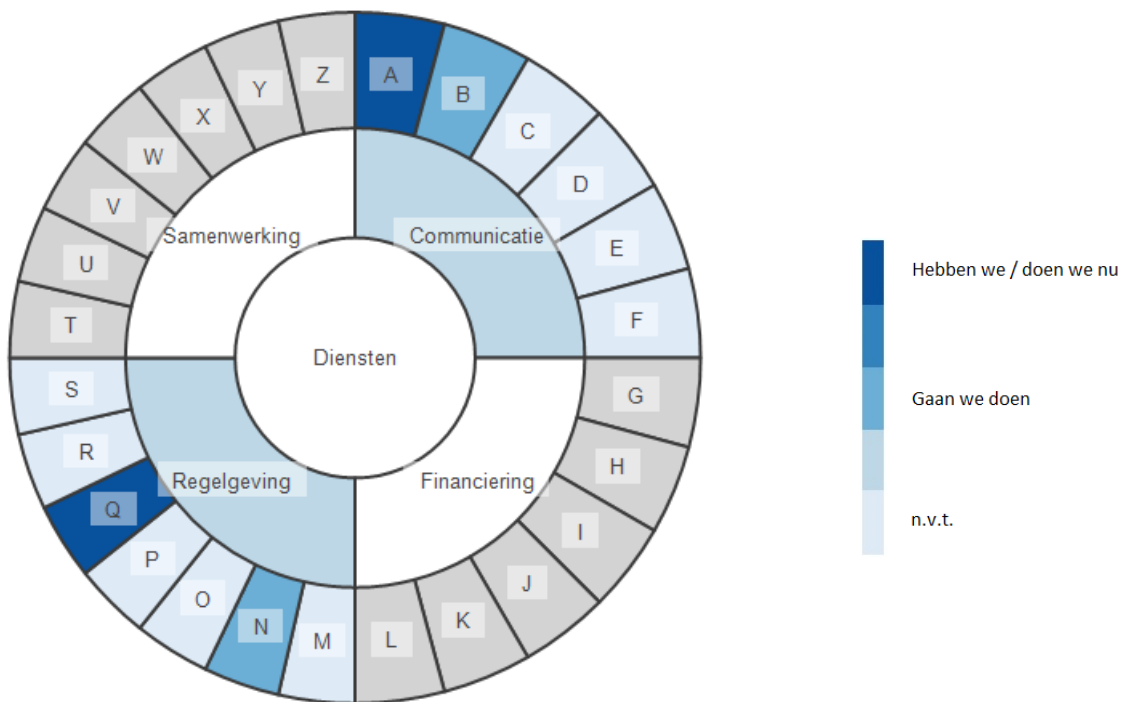 A
B
C
D
E
F
G
H
I
J
K
L
M
N
O
P
Q
R
S
T
U
V
W
X
Y
Z
Samenwerking
Communicatie
Diensten
Regelgeving
Financiering
Hebben we / doen we nu
Gaan we doen
n.v.t.